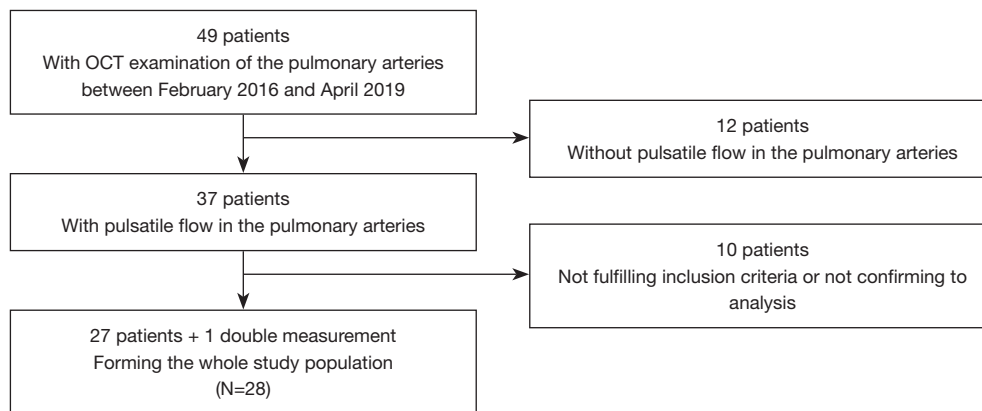 49 patients
With OCT examination of the pulmonary arteries
between February 2016 and April 2019
12 patients
Without pulsatile flow in the pulmonary arteries
37 patients
With pulsatile flow in the pulmonary arteries
10 patients
Not fulfilling inclusion criteria or not confirming to
analysis
27 patients + 1 double measurement
Forming the whole study population
(N=28)